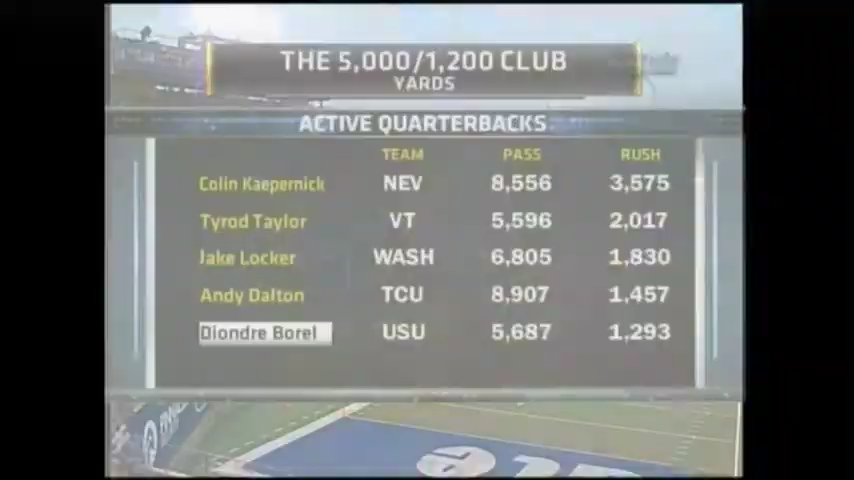 THE 5,000/1,200 CLUB
YARDS
ACTIVE QUARTERBACKS
TEAM PASS RUSH
Colin Kaepernick NEV 8,556 3,575
Tyrod Taylor VT 5,596 2,017
Jake Locker WASH 6,805 1,830
Andy Dalton TCU 8,907 1,457
Diondre Borel USU 5,687 1,293